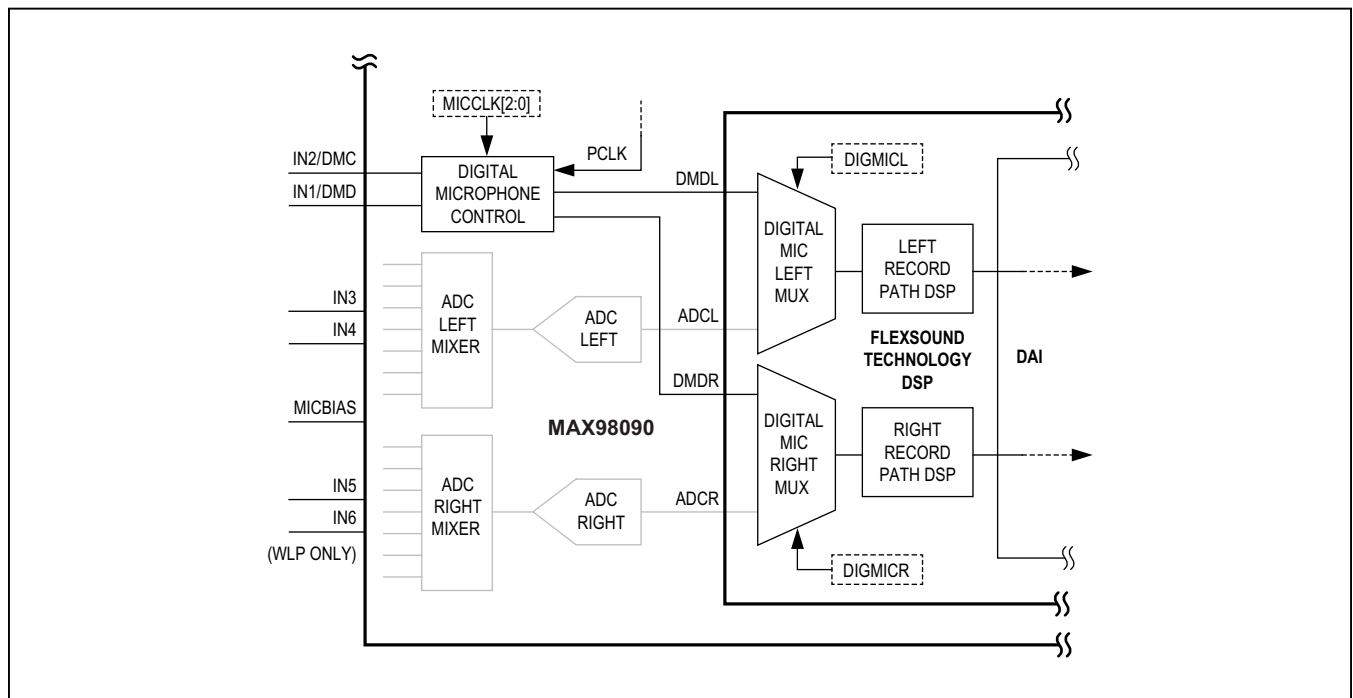 MICCLK[2:0]
PCLK
IN2/DMC
IN1/DMD
DIGITAL
MICROPHONE
CONTROL
DMDL
DIGMICL
DIGITAL
MIC
LEFT
MUX
LEFT
RECORD
PATH DSP
IN3
IN4
ADC
LEFT
MIXER
ADC
LEFT
ADCL
FLEXSOUND
TECHNOLOGY
DSP
DAI
DMDR
MICBIAS
MAX98090
DIGITAL
MIC
RIGHT
MUX
RIGHT
RECORD
PATH DSP
IN5
IN6
(WLP ONLY)
ADC
RIGHT
MIXER
ADC
RIGHT
ADCR
DIGMICR